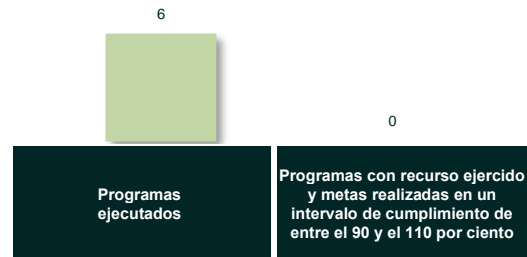 6
0
Programas
ejecutados
Programas con recurso ejercido
y metas realizadas en un
intervalo de cumplimiento de
entre el 90 y el 110 por ciento